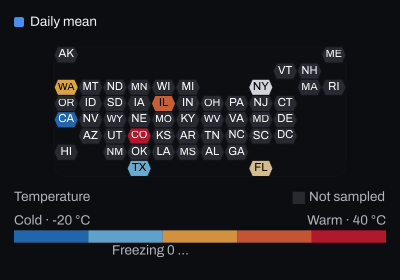 Daily mean
AK ME
VT NH
WA MT ND MN WI MI NY MA RI
OR ID SD IA IL IN OH PA NJ CT
CA NV WY NE MO KY WV VA MD DE
AZ UT CO KS AR TN NC SC DC
HI NM OK LA MS AL GA
TX FL
Temperature
Not sampled
Cold · -20 °C
Warm · 40 °C
Freezing 0 ...